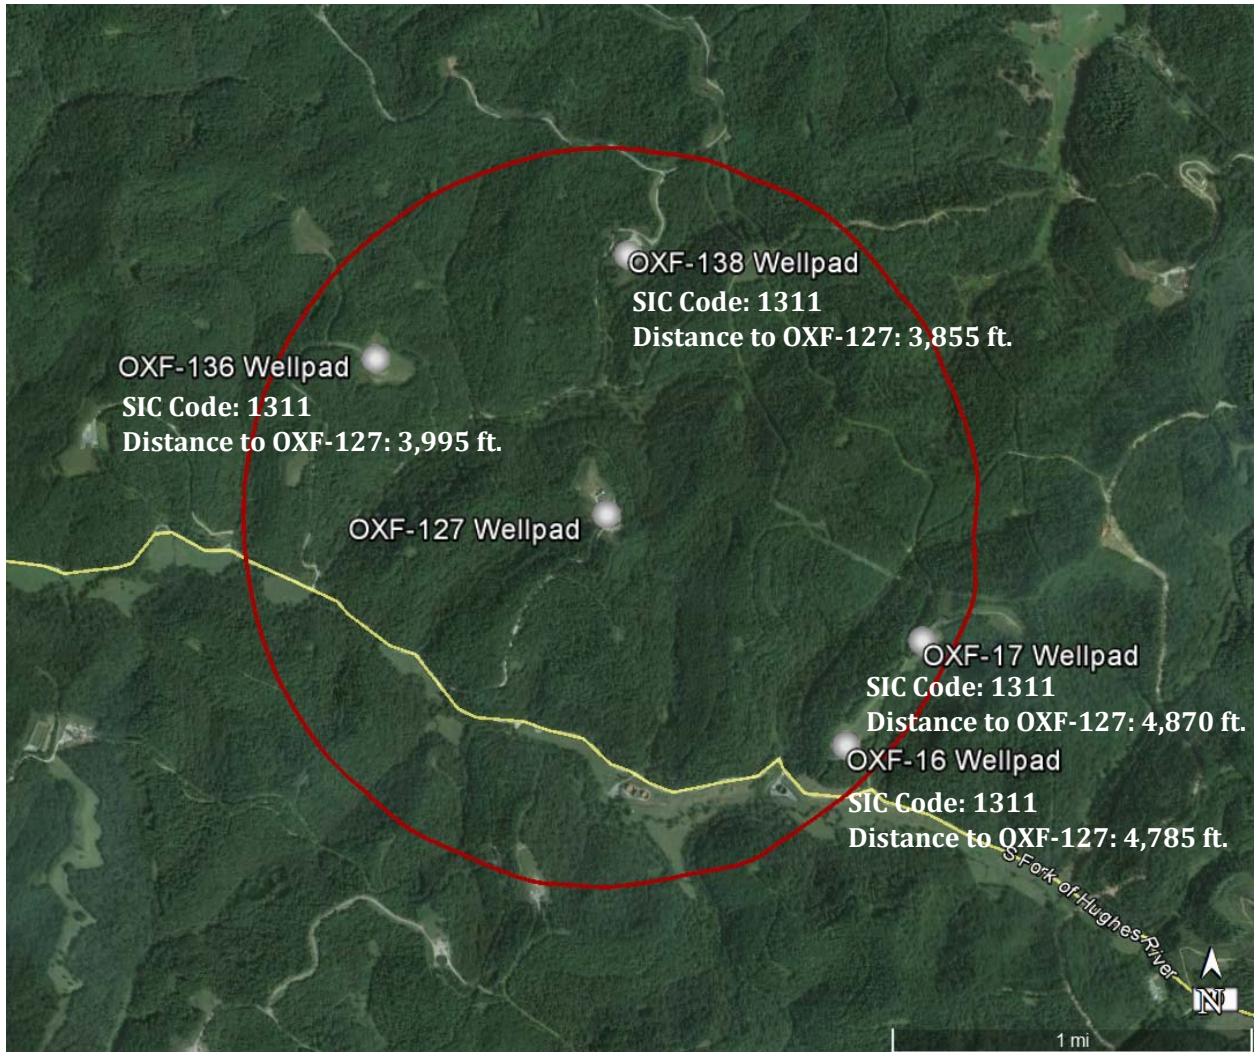 OXF-138 Wellpad
SIC Code: 1311
Distance to OXF-127: 3,855 ft.
OXF-136 Wellpad
SIC Code: 1311
Distance to OXF-127: 3,995 ft.
OXF-127 Wellpad
OXF-17 Wellpad
SIC Code: 1311
Distance to OXF-127: 4,870 ft.
OXF-16 Wellpad
SIC Code: 1311
Distance to OXF-127: 4,785 ft.
S Fork of Hughes River
N
1 mi